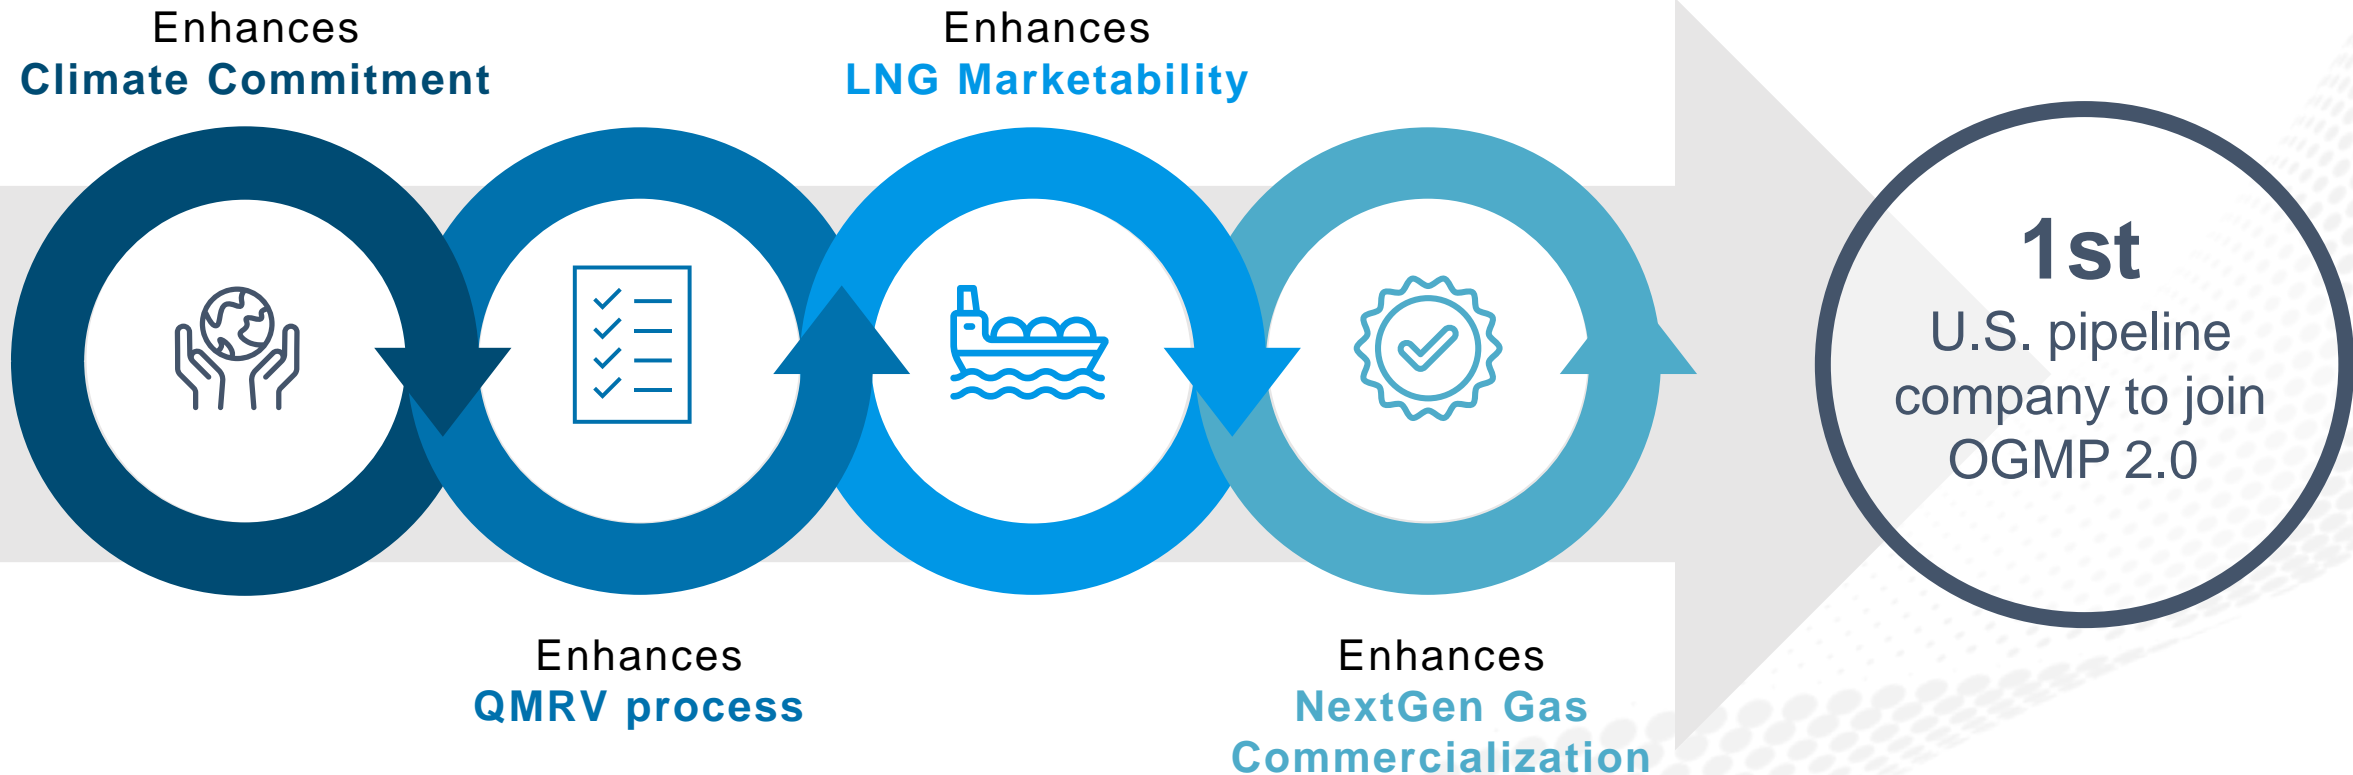 Enhances
Climate Commitment
Enhances
QMRV process
Enhances
LNG Marketability
Enhances
NextGen Gas
Commercialization
1st
U.S. pipeline
company to join
OGMP 2.0